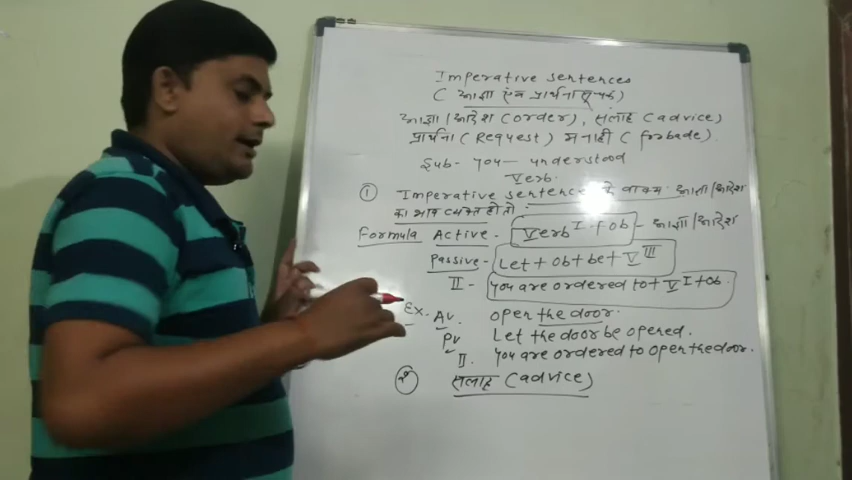 Imperative sentences
( आज्ञा एंव प्रार्थनासूचक )
आज्ञा/आदेश (order), सलाह (advice)
प्रार्थना (Request) मनाही (forbade).
Sub- you — understood
Verb.
① Imperative sentence के वाक्य आज्ञा/आदेश
का भाव व्यक्त हो तो.
Formula Active - Verb I + ob - आज्ञा/आदेश
Passive - Let + ob + be + V III
II - you are ordered to + V I + ob.
Ex. Av. open the door.
Pv Let the door be opened.
II. you are ordered to open the door.
② सलाह (advice)